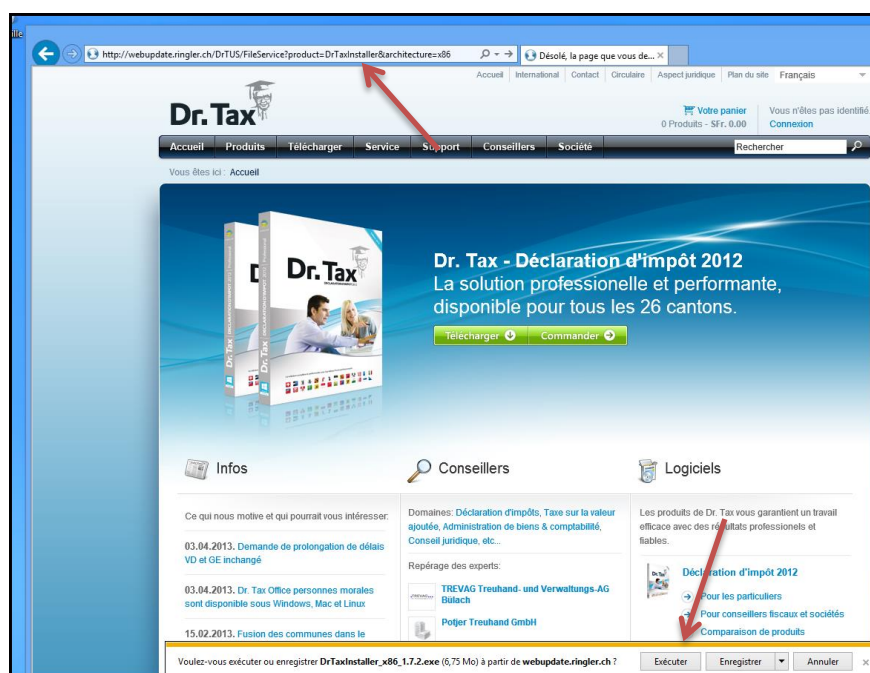 ille
http://webupdate.ringler.ch/DrTUS/FileService?product=DrTaxInstaller&architecture=x86
Désolé, la page que vous de...
Accueil International Contact Circulaire Aspect juridique Plan du site Français
Dr. Tax
Votre panier
0 Produits - SFr. 0.00
Vous n'êtes pas identifié.
Connexion
Accueil Produits Télécharger Service Support Conseillers Société Rechercher
Vous êtes ici : Accueil
Dr. Tax
Dr. Tax - Déclaration d'impôt 2012
La solution professionelle et performante,
disponible pour tous les 26 cantons.
Télécharger Commander
Infos
Ce qui nous motive et qui pourrait vous intéresser:
03.04.2013. Demande de prolongation de délais
VD et GE inchangé
03.04.2013. Dr. Tax Office personnes morales
sont disponible sous Windows, Mac et Linux
15.02.2013. Fusion des communes dans le
Conseillers
Domaines: Déclaration d'impôts, Taxe sur la valeur
ajoutée, Administration de biens & comptabilité,
Conseil juridique, etc...
Repérage des experts:
TREVAG Treuhand- und Verwaltungs-AG
Bülach
Potjer Treuhand GmbH
Logiciels
Les produits de Dr. Tax vous garantient un travail
efficace avec des résultats professionels et
fiables.
Déclaration d'impôt 2012
Pour les particuliers
Pour conseillers fiscaux et sociétés
Comparaison de produits
Voulez-vous exécuter ou enregistrer DrTaxInstaller_x86_1.7.2.exe (6,75 Mo) à partir de webupdate.ringler.ch ?
Exécuter Enregistrer Annuler